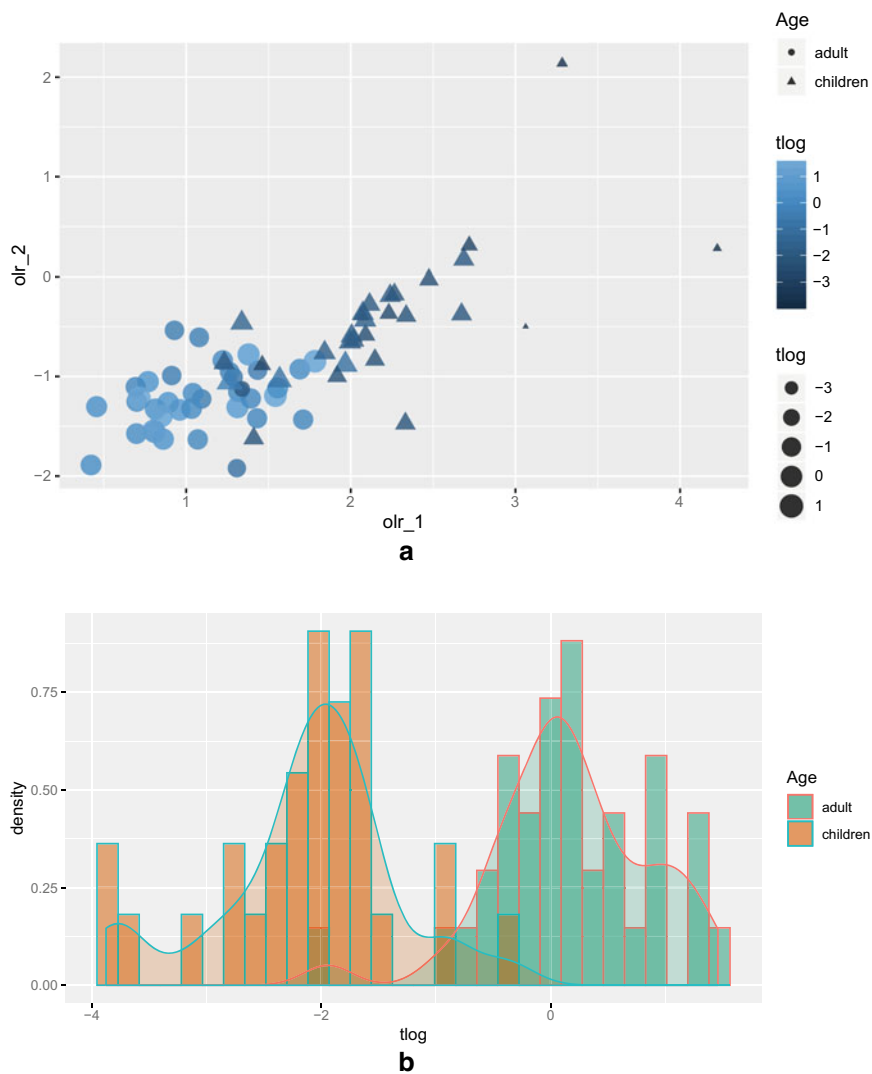 Age
adult
children
tlog
1
0
−1
−2
−3
tlog
−3
−2
−1
0
1
olr_2
2
1
0
−1
−2
1
2
3
4
olr_1
a
density
0.75
0.50
0.25
0.00
−4
−2
0
tlog
Age
adult
children
b